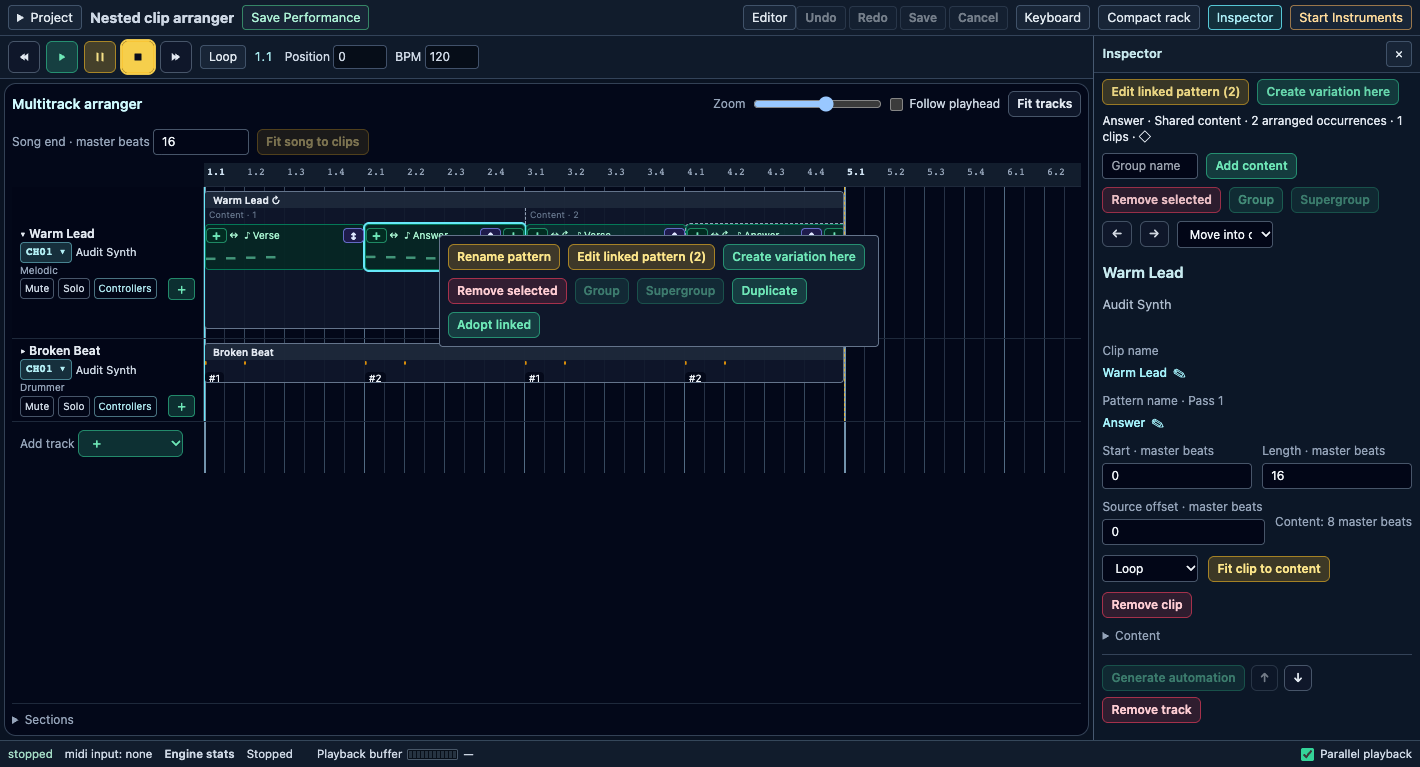 Project Nested clip arranger Save Performance Editor Undo Redo Save Cancel Keyboard Compact rack Inspector Start Instruments
Loop 1.1 Position 0 BPM 120
Multitrack arranger Zoom Follow playhead Fit tracks
Song end · master beats 16 Fit song to clips
1.1 1.2 1.3 1.4 2.1 2.2 2.3 2.4 3.1 3.2 3.3 3.4 4.1 4.2 4.3 4.4 5.1 5.2 5.3 5.4 6.1 6.2
Warm Lead
Content · 1 Content · 2
Verse Answer Verse Answer
Warm Lead
CH01 Audit Synth
Melodic
Mute Solo Controllers +
Rename pattern Edit linked pattern (2) Create variation here
Remove selected Group Supergroup Duplicate
Adopt linked
Broken Beat
Broken Beat
CH01 Audit Synth
#1 #2 #1 #2
Drummer
Mute Solo Controllers +
Add track +
Sections
Inspector ×
Edit linked pattern (2) Create variation here
Answer · Shared content · 2 arranged occurrences · 1
clips · ◇
Group name Add content
Remove selected Group Supergroup
← → Move into
Warm Lead
Audit Synth
Clip name
Warm Lead
Pattern name · Pass 1
Answer
Start · master beats Length · master beats
0 16
Source offset · master beats
0 Content: 8 master beats
Loop Fit clip to content
Remove clip
Content
Generate automation ↑ ↓
Remove track
stopped midi input: none Engine stats Stopped Playback buffer — Parallel playback